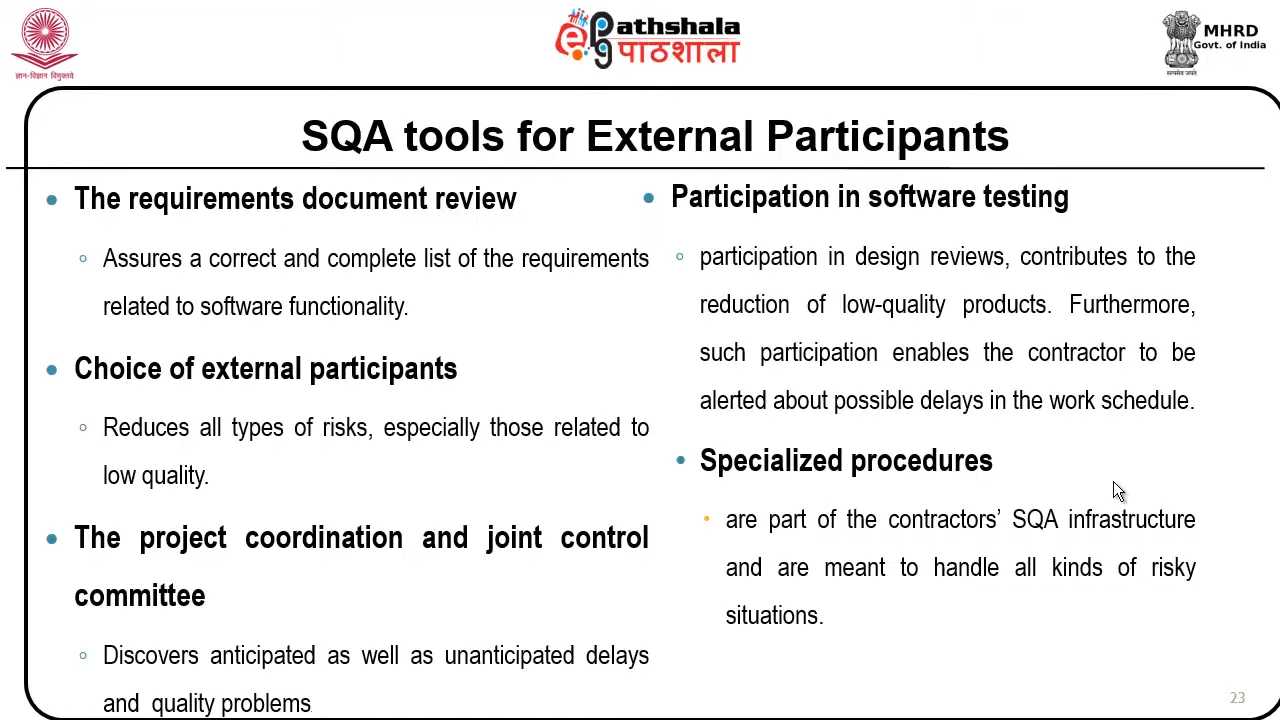 ज्ञान-विज्ञान विमुक्तये
ePathshala
पाठशाला
MHRD
Govt. of India
सत्यमेव जयते
SQA tools for External Participants
• The requirements document review
◦ Assures a correct and complete list of the requirements
related to software functionality.
• Choice of external participants
◦ Reduces all types of risks, especially those related to
low quality.
• The project coordination and joint control
committee
◦ Discovers anticipated as well as unanticipated delays
and quality problems
• Participation in software testing
◦ participation in design reviews, contributes to the
reduction of low-quality products. Furthermore,
such participation enables the contractor to be
alerted about possible delays in the work schedule.
• Specialized procedures
• are part of the contractors’ SQA infrastructure
and are meant to handle all kinds of risky
situations.
23